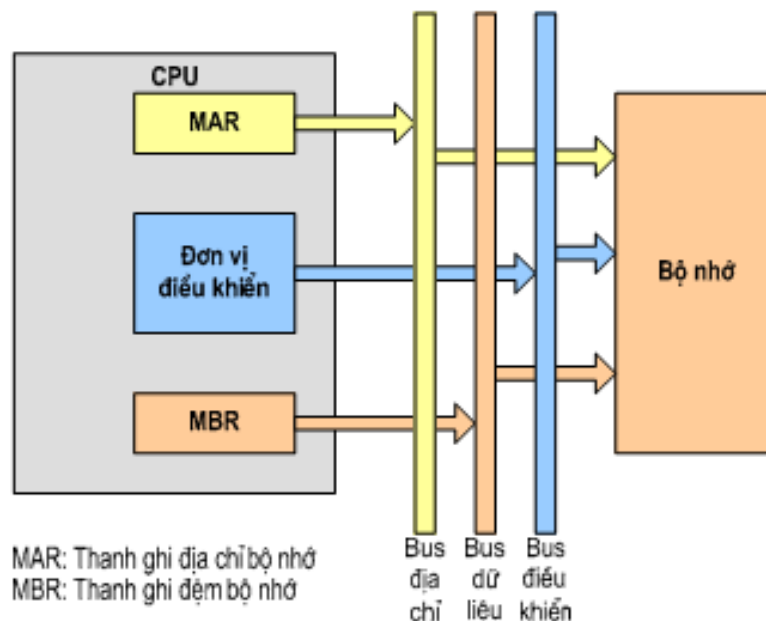 CPU
MAR
Đơn vị
điều khiển
MBR
Bộ nhớ
MAR: Thanh ghi địa chỉ bộ nhớ
MBR: Thanh ghi đệm bộ nhớ
Bus
địa
chỉ
Bus
dữ
liêu
Bus
điều
khiển